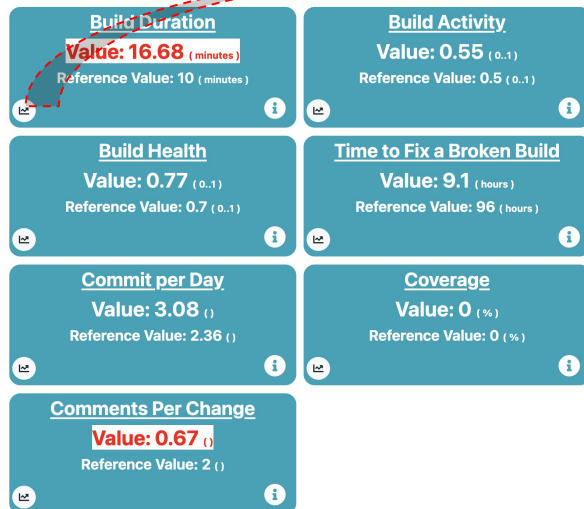 Build Duration
Value: 16.68 ( minutes )
Reference Value: 10 ( minutes )
Build Activity
Value: 0.55 ( 0..1 )
Reference Value: 0.5 ( 0..1 )
Build Health
Value: 0.77 ( 0..1 )
Reference Value: 0.7 ( 0..1 )
Time to Fix a Broken Build
Value: 9.1 ( hours )
Reference Value: 96 ( hours )
Commit per Day
Value: 3.08 ( )
Reference Value: 2.36 ( )
Coverage
Value: 0 ( % )
Reference Value: 0 ( % )
Comments Per Change
Value: 0.67 ( )
Reference Value: 2 ( )